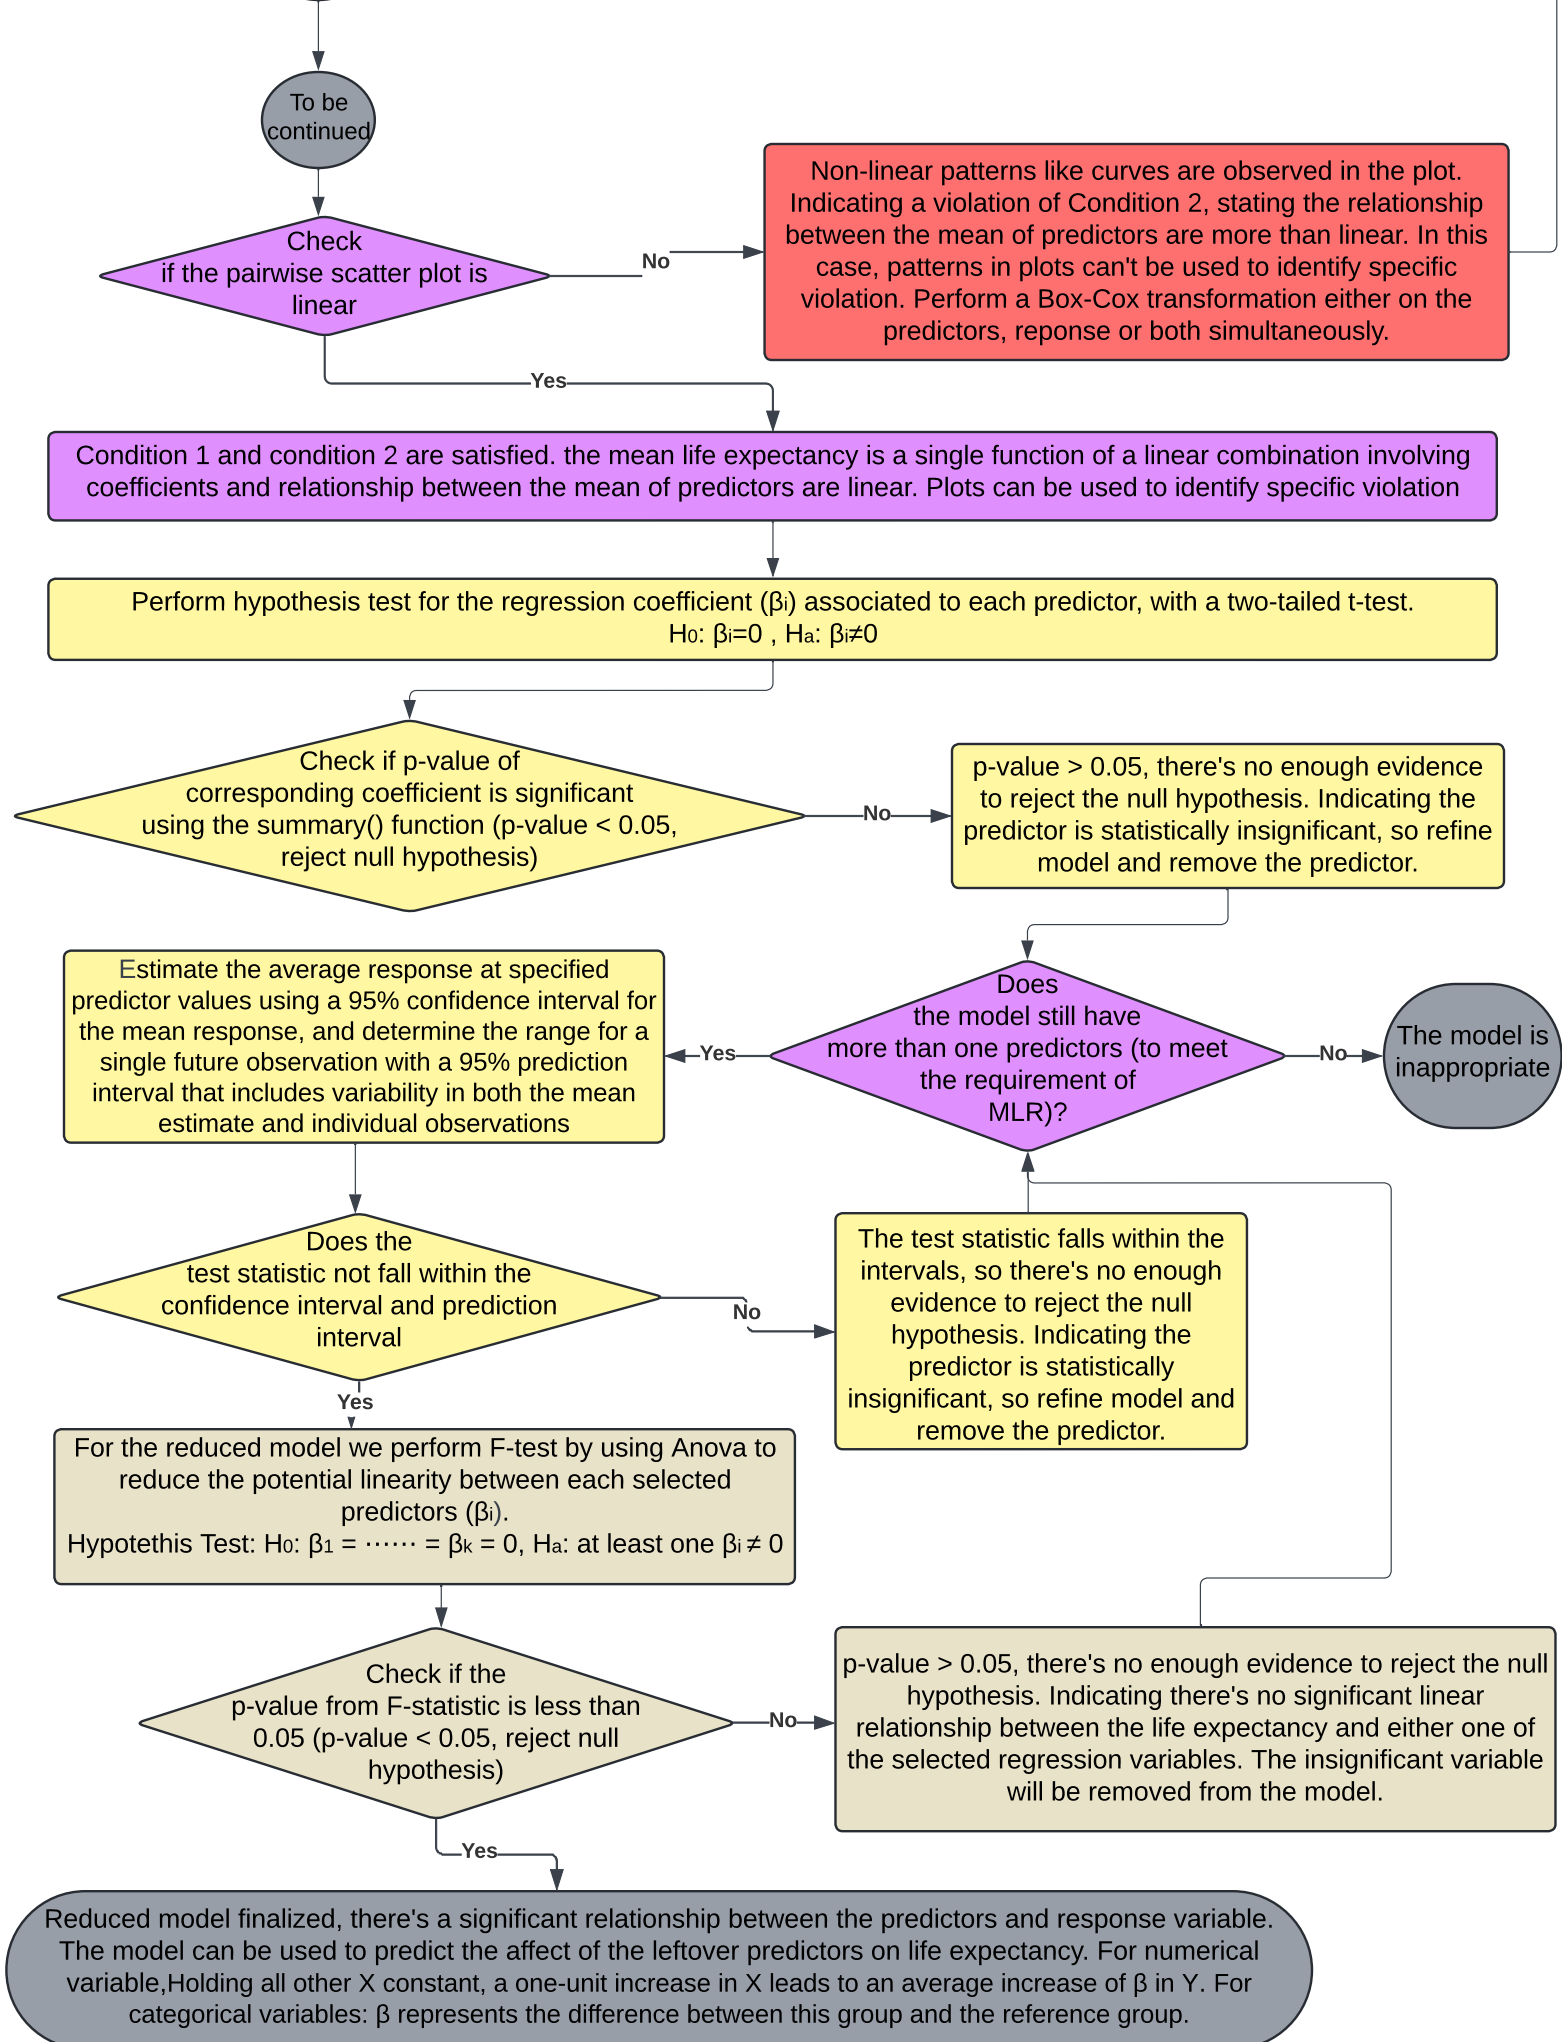 To be
continued
Check
if the pairwise scatter plot is
linear
No
Non-linear patterns like curves are observed in the plot.
Indicating a violation of Condition 2, stating the relationship
between the mean of predictors are more than linear. In this
case, patterns in plots can't be used to identify specific
violation. Perform a Box-Cox transformation either on the
predictors, reponse or both simultaneously.
Yes
Condition 1 and condition 2 are satisfied. the mean life expectancy is a single function of a linear combination involving
coefficients and relationship between the mean of predictors are linear. Plots can be used to identify specific violation
Perform hypothesis test for the regression coefficient (βi) associated to each predictor, with a two-tailed t-test.
H0: βi=0 , Ha: βi≠0
Check if p-value of
corresponding coefficient is significant
using the summary() function (p-value < 0.05,
reject null hypothesis)
No
p-value > 0.05, there's no enough evidence
to reject the null hypothesis. Indicating the
predictor is statistically insignificant, so refine
model and remove the predictor.
Does
the model still have
more than one predictors (to meet
the requirement of
MLR)?
No
The model is
inappropriate
Yes
Estimate the average response at specified
predictor values using a 95% confidence interval for
the mean response, and determine the range for a
single future observation with a 95% prediction
interval that includes variability in both the mean
estimate and individual observations
Does the
test statistic not fall within the
confidence interval and prediction
interval
No
The test statistic falls within the
intervals, so there's no enough
evidence to reject the null
hypothesis. Indicating the
predictor is statistically
insignificant, so refine model and
remove the predictor.
Yes
For the reduced model we perform F-test by using Anova to
reduce the potential linearity between each selected
predictors (βi).
Hypotethis Test: H0: β1 = ⋯⋯ = βk = 0, Ha: at least one βi ≠ 0
Check if the
p-value from F-statistic is less than
0.05 (p-value < 0.05, reject null
hypothesis)
No
p-value > 0.05, there's no enough evidence to reject the null
hypothesis. Indicating there's no significant linear
relationship between the life expectancy and either one of
the selected regression variables. The insignificant variable
will be removed from the model.
Yes
Reduced model finalized, there's a significant relationship between the predictors and response variable.
The model can be used to predict the affect of the leftover predictors on life expectancy. For numerical
variable,Holding all other X constant, a one-unit increase in X leads to an average increase of β in Y. For
categorical variables: β represents the difference between this group and the reference group.